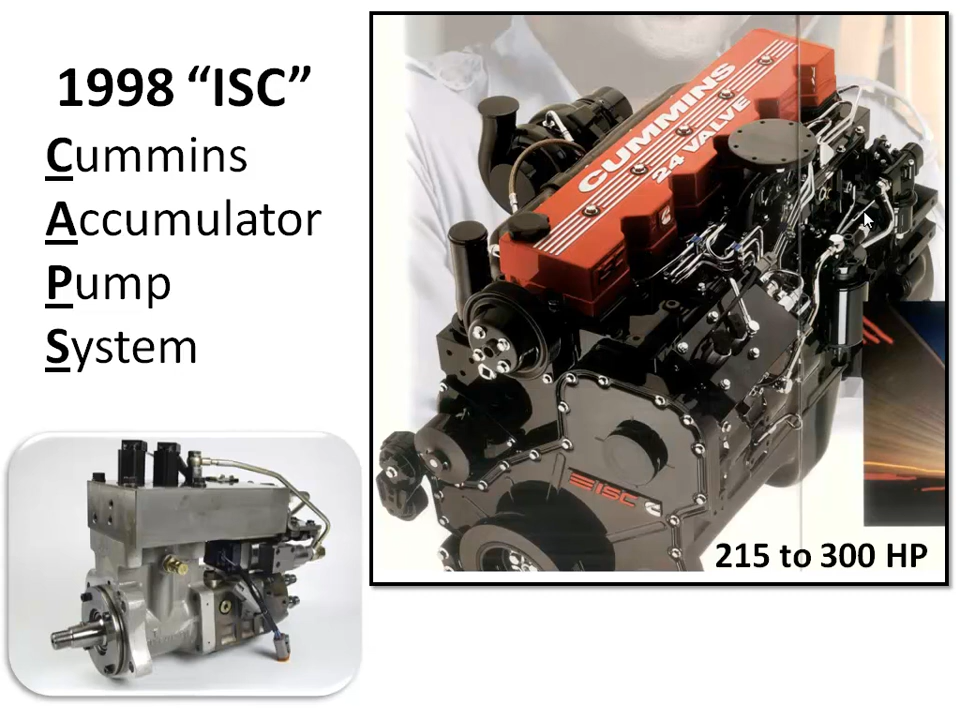 1998 “ISC”
Cummins
Accumulator
Pump
System
CUMMINS
24 VALVE
ISC
215 to 300 HP